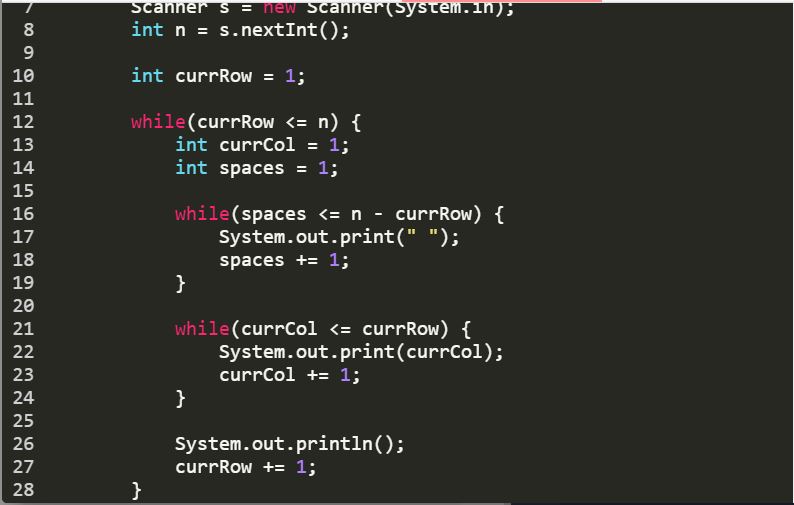 7 Scanner s = new Scanner(System.in);
8 int n = s.nextInt();
9
10 int currRow = 1;
11
12 while(currRow <= n) {
13 int currCol = 1;
14 int spaces = 1;
15
16 while(spaces <= n - currRow) {
17 System.out.print(" ");
18 spaces += 1;
19 }
20
21 while(currCol <= currRow) {
22 System.out.print(currCol);
23 currCol += 1;
24 }
25
26 System.out.println();
27 currRow += 1;
28 }